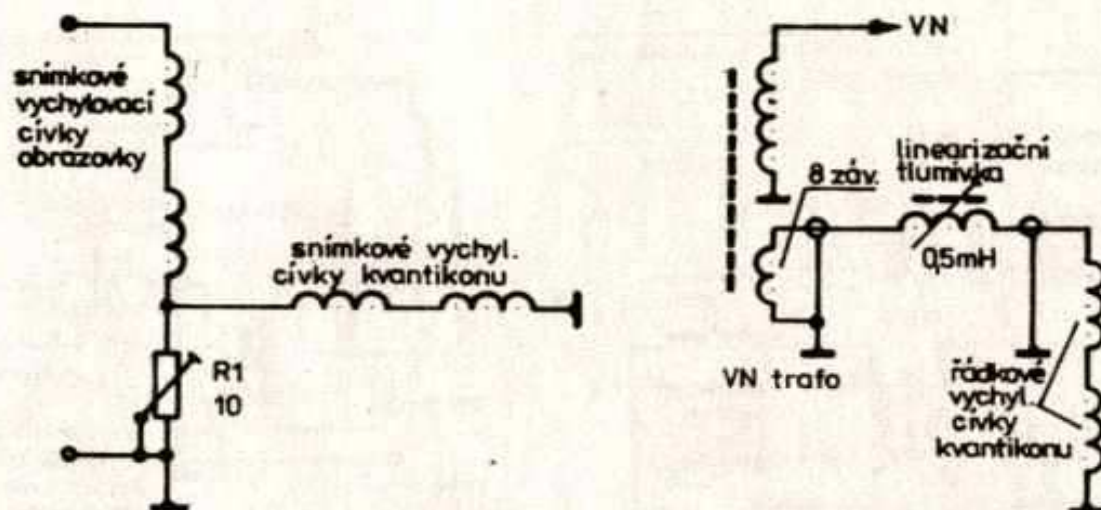 snímkové
vychylovací
cívky
obrazovky
snímkové vychyl.
cívky kvantikonu
R1
10
VN
linearizační
tlumivka
8 záv.
0,5mH
VN trafo
řádkové
vychyl.
cívky
kvantikonu